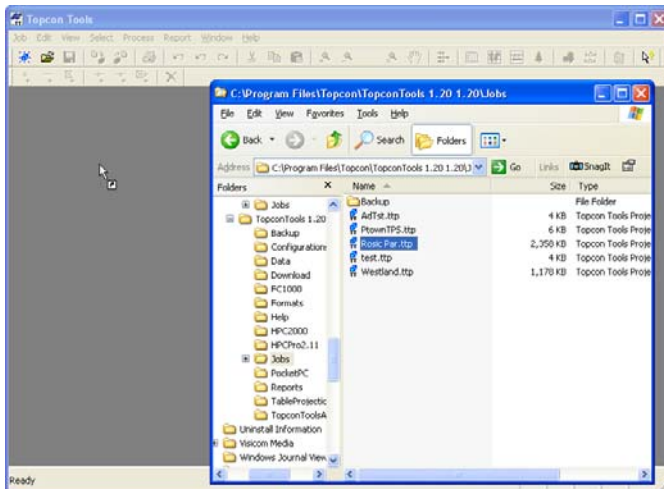 Topcon Tools
Job Edit View Select Process Report Window Help
C:\Program Files\Topcon\TopconTools 1.20 1.20\Jobs
File Edit View Favorites Tools Help
Back Search Folders
Address C:\Program Files\Topcon\TopconTools 1.20 1.20\J Go Links SnagIt
Folders Name Size Type
Jobs Backup File Folder
TopconTools 1.20 AdTst.ttp 4 KB Topcon Tools Proje
Backup PtownTPS.ttp 6 KB Topcon Tools Proje
Configurations Rosic Par.ttp 2,358 KB Topcon Tools Proje
Data test.ttp 4 KB Topcon Tools Proje
Download Westland.ttp 1,178 KB Topcon Tools Proje
FC1000
Formats
Help
HPC2000
HPCPro2.11
Jobs
PocketPC
Reports
TableProjectic
TopconToolsA
Uninstall Information
Visicom Media
Windows Journal View
Ready